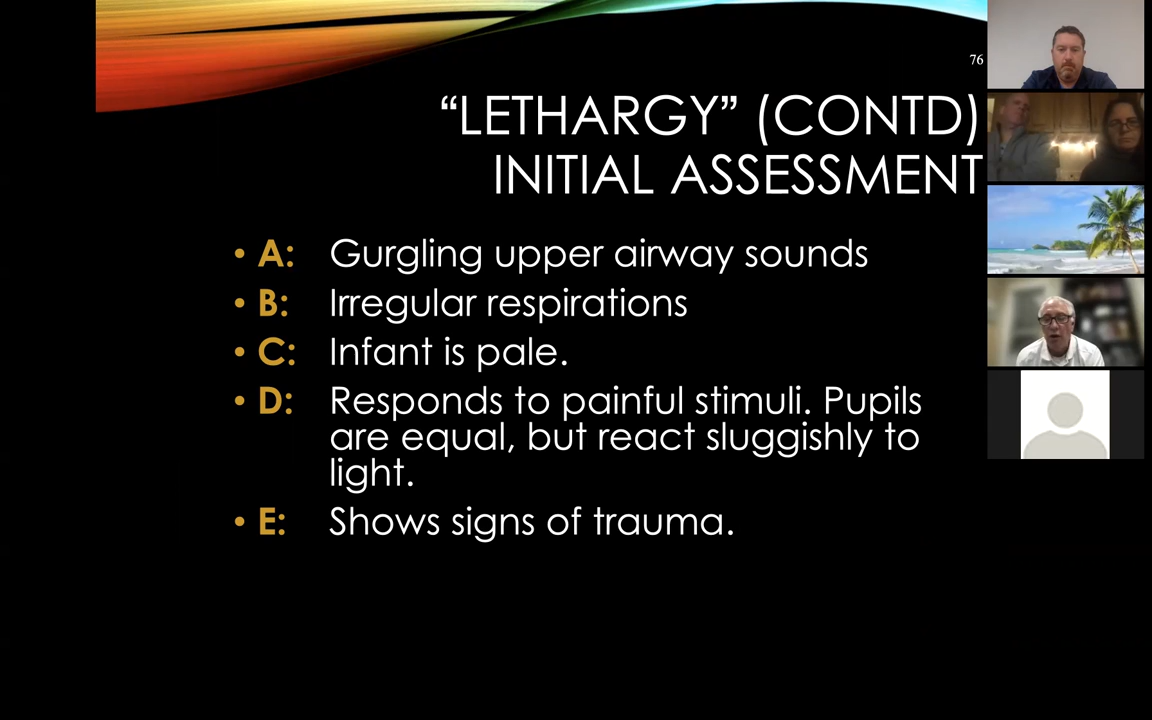 76
“LETHARGY” (CONTD)
INITIAL ASSESSMENT
• A: Gurgling upper airway sounds
• B: Irregular respirations
• C: Infant is pale.
• D: Responds to painful stimuli. Pupils
are equal, but react sluggishly to
light.
• E: Shows signs of trauma.